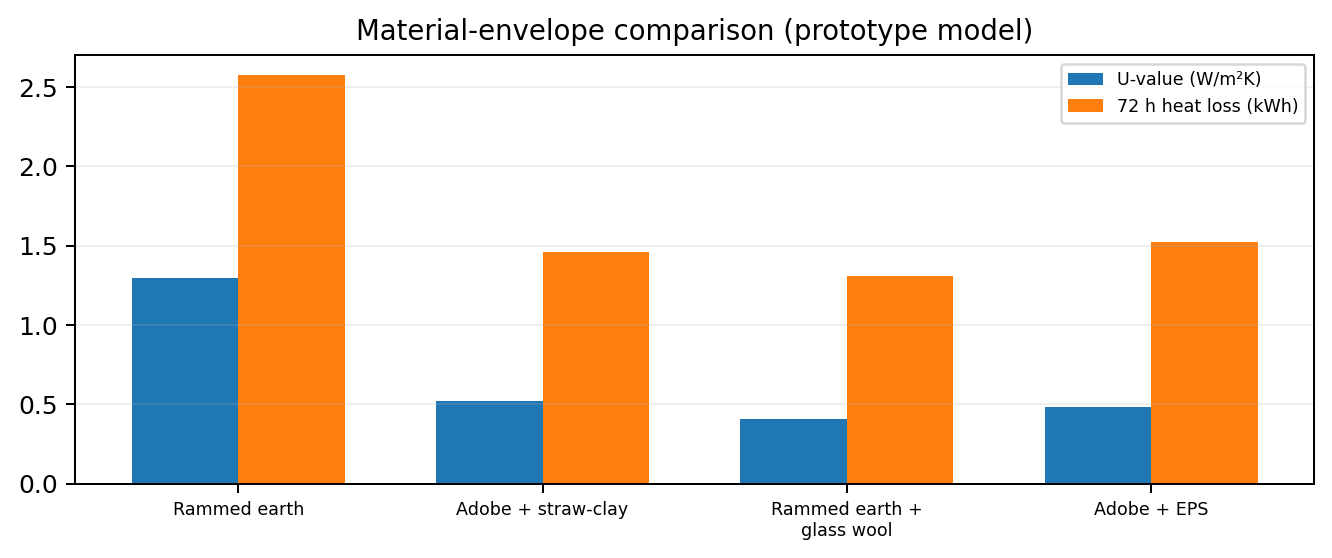 Material-envelope comparison (prototype model)
U-value (W/m²K)
72 h heat loss (kWh)
2.5
2.0
1.5
1.0
0.5
0.0
Rammed earth
Adobe + straw-clay
Rammed earth +
glass wool
Adobe + EPS